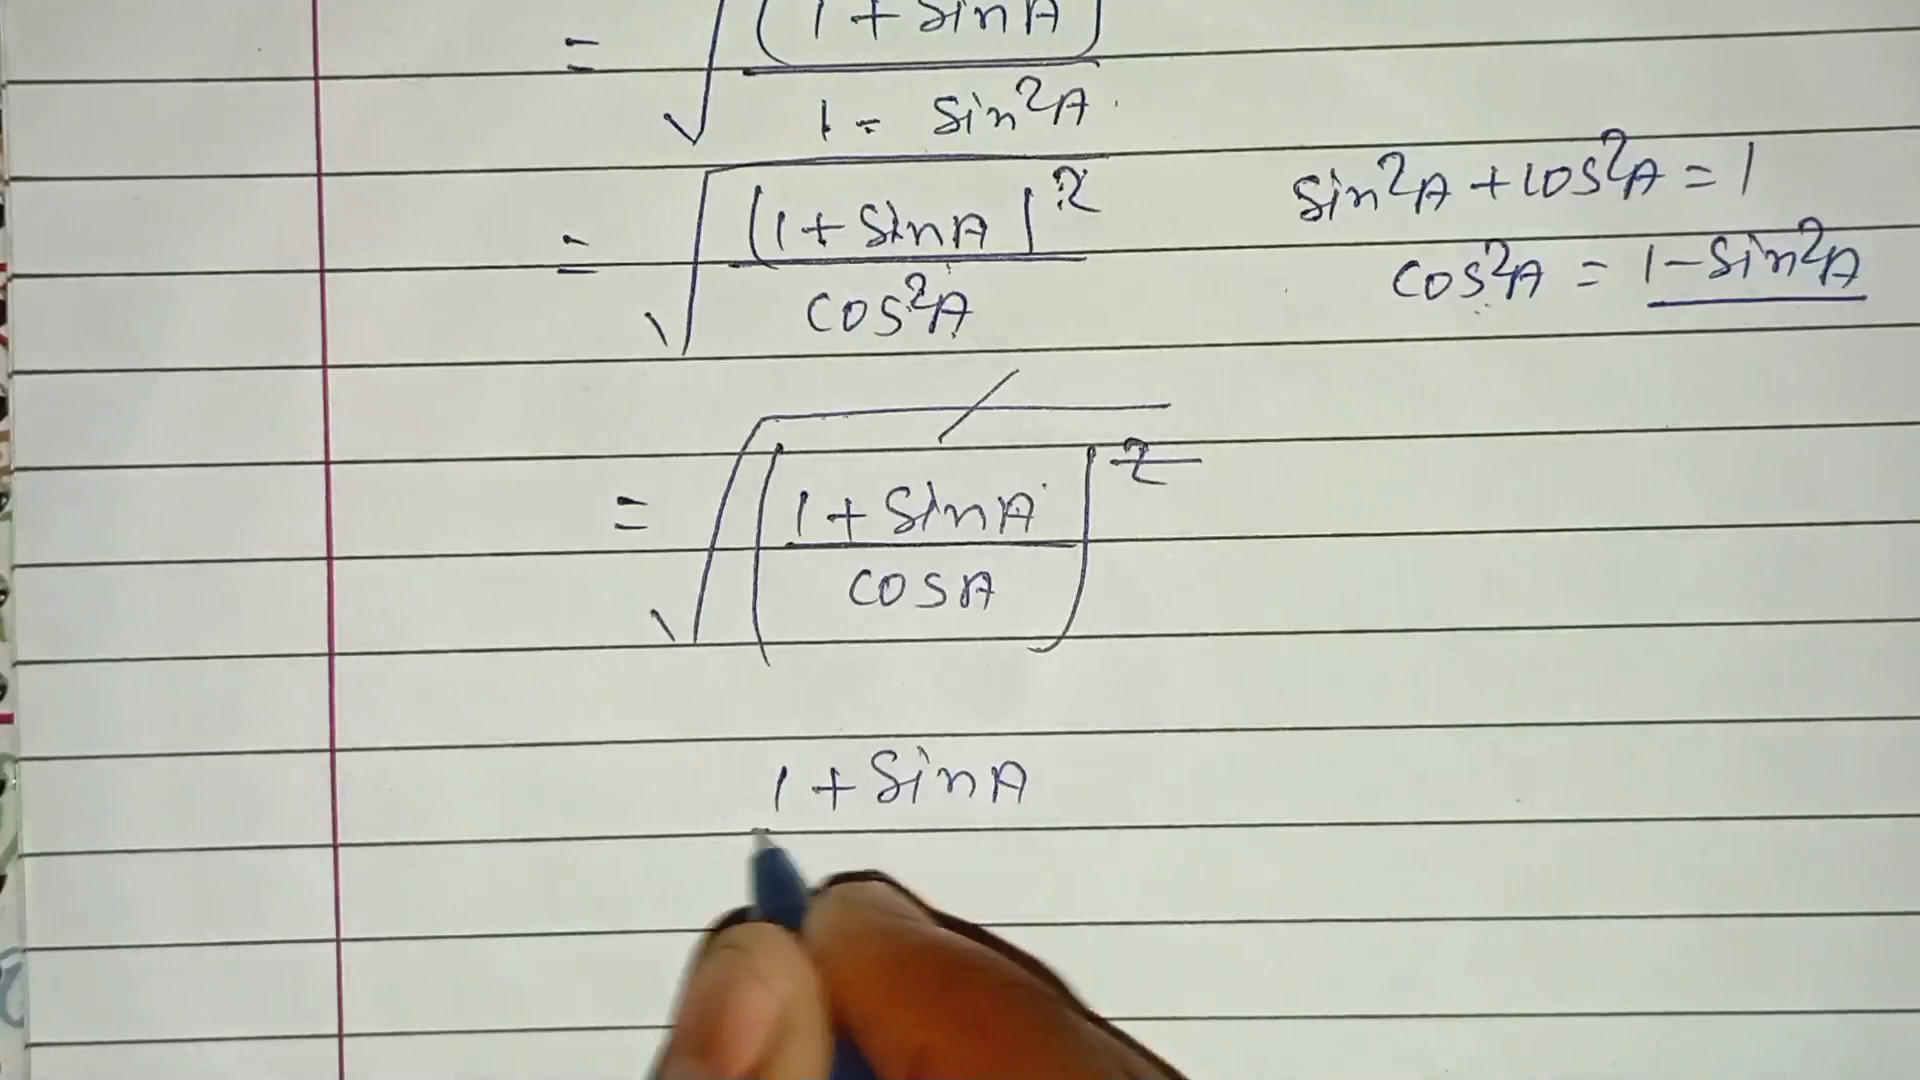 = √(1 + sinA)
1 - sin²A
sin²A + cos²A = 1
= √(1 + sinA)²
cos²A
cos²A = 1 - sin²A
= √(1 + sinA)²
cosA
1 + sinA